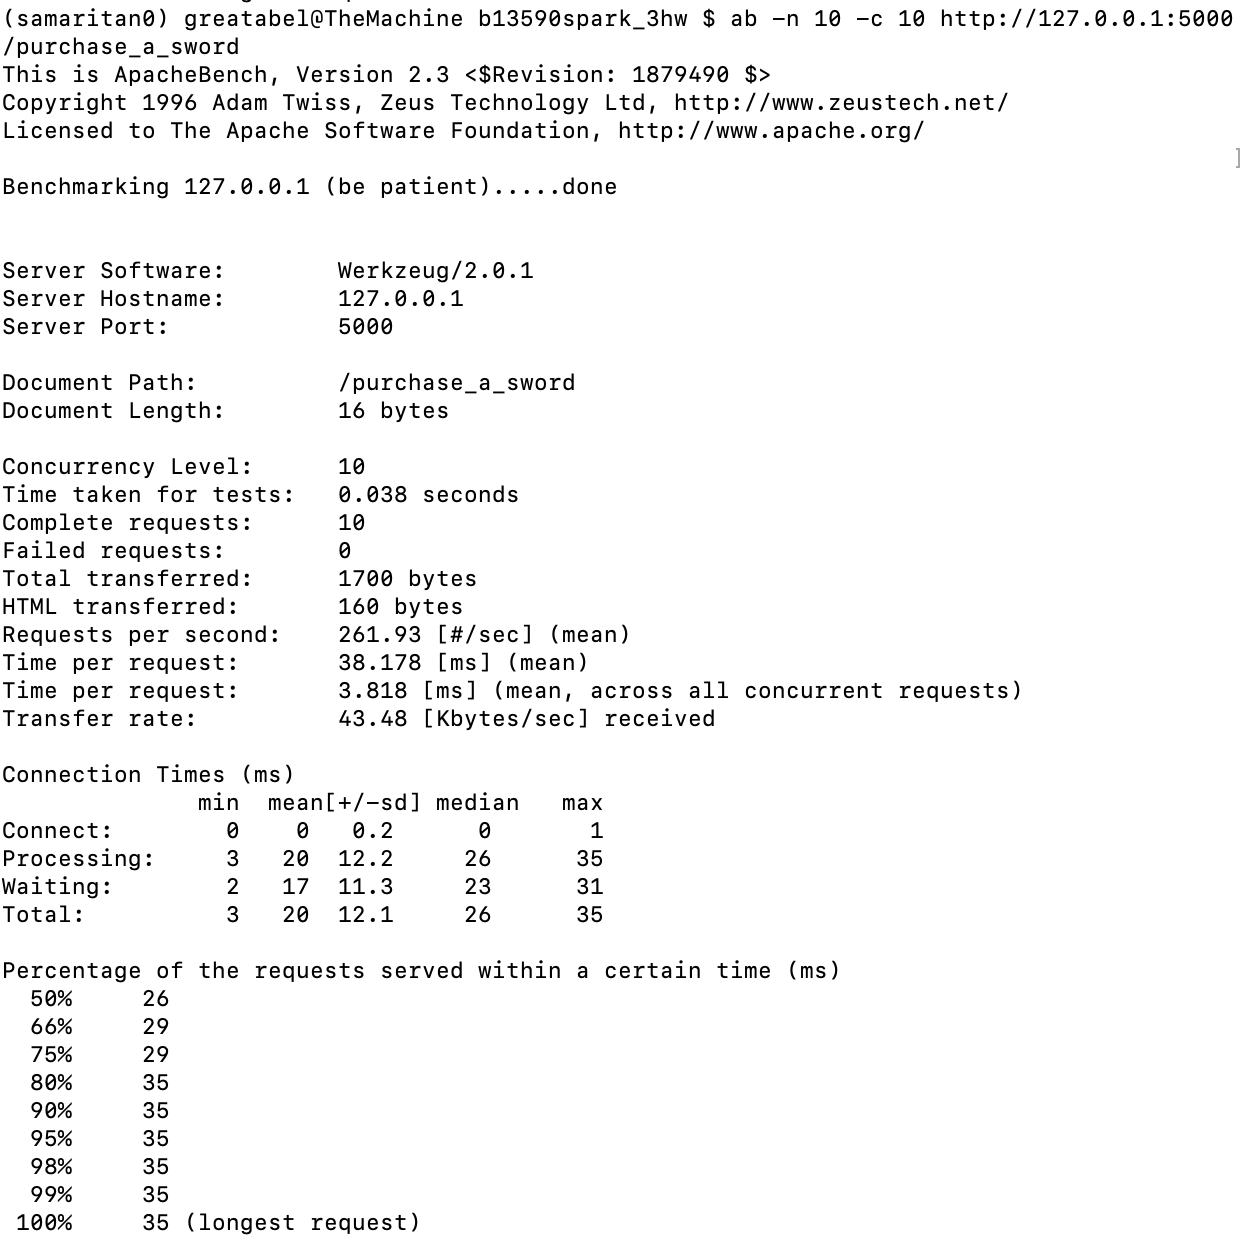 (samaritan0) greatabel@TheMachine b13590spark_3hw $ ab -n 10 -c 10 http://127.0.0.1:5000
/purchase_a_sword
This is ApacheBench, Version 2.3 <$Revision: 1879490 $>
Copyright 1996 Adam Twiss, Zeus Technology Ltd, http://www.zeustech.net/
Licensed to The Apache Software Foundation, http://www.apache.org/
]
Benchmarking 127.0.0.1 (be patient).....done
Server Software:        Werkzeug/2.0.1
Server Hostname:        127.0.0.1
Server Port:            5000
Document Path:          /purchase_a_sword
Document Length:        16 bytes
Concurrency Level:      10
Time taken for tests:   0.038 seconds
Complete requests:      10
Failed requests:        0
Total transferred:      1700 bytes
HTML transferred:       160 bytes
Requests per second:    261.93 [#/sec] (mean)
Time per request:       38.178 [ms] (mean)
Time per request:       3.818 [ms] (mean, across all concurrent requests)
Transfer rate:          43.48 [Kbytes/sec] received
Connection Times (ms)
              min  mean[+/-sd] median   max
Connect:        0    0   0.2      0       1
Processing:     3   20  12.2     26      35
Waiting:        2   17  11.3     23      31
Total:          3   20  12.1     26      35
Percentage of the requests served within a certain time (ms)
  50%     26
  66%     29
  75%     29
  80%     35
  90%     35
  95%     35
  98%     35
  99%     35
 100%     35 (longest request)